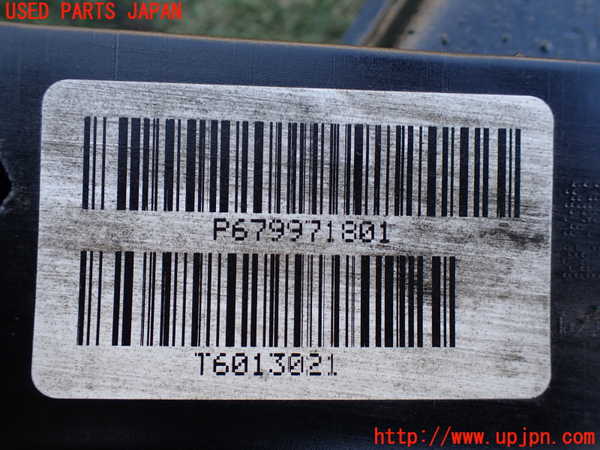 USED PARTS JAPAN
P679971801
T6013021
http://www.upjpn.com